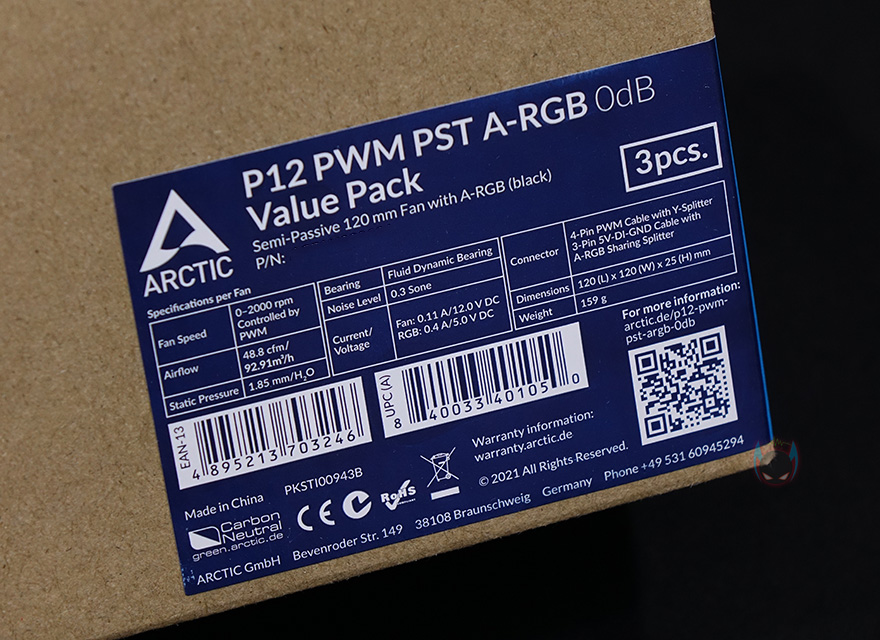 P12 PWM PST A-RGB 0dB
Value Pack
Semi-Passive 120 mm Fan with A-RGB (black)
P/N:
3pcs.
ARCTIC
Specifications per Fan
Fan Speed
0–2000 rpm
Controlled by
PWM
Airflow
48.8 cfm/
92.91m³/h
Static Pressure
1.85 mm/H₂O
Bearing
Fluid Dynamic Bearing
Noise Level
0.3 Sone
Current/
Voltage
Fan: 0.11 A/12.0 V DC
RGB: 0.4 A/5.0 V DC
Connector
4-Pin PWM Cable with Y-Splitter
3-Pin 5V-DI-GND Cable with
A-RGB Sharing Splitter
Dimensions
120 (L) x 120 (W) x 25 (H) mm
Weight
159 g
For more information:
arctic.de/p12-pwm-
pst-argb-0db
EAN-13
4 895213 703246
UPC (A)
8 40033 40105 0
Warranty information:
warranty.arctic.de
Made in China
PKSTI00943B
Carbon
Neutral
green.arctic.de
CE
RoHS
© 2021 All Rights Reserved.
ARCTIC GmbH Bevenroder Str. 149 38108 Braunschweig Germany Phone +49 531 60945294